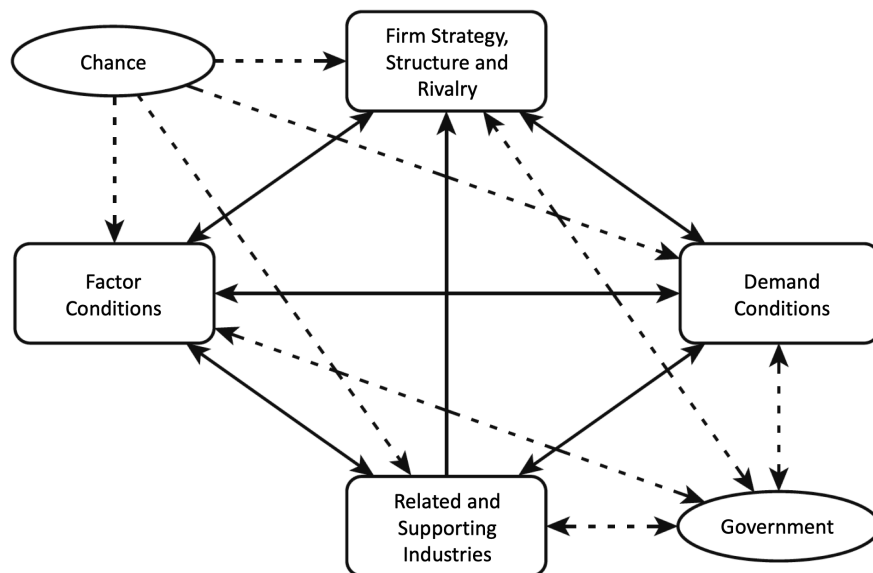 Firm Strategy,
Structure and
Rivalry
Chance
Factor
Conditions
Demand
Conditions
Related and
Supporting
Industries
Government